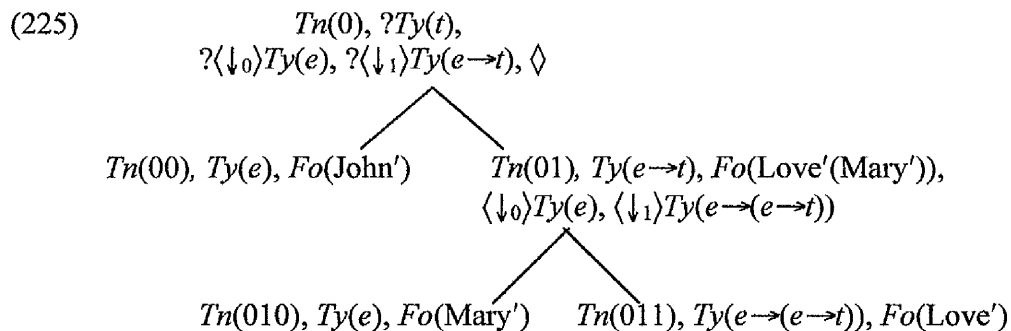 (225) Tn(0), ?Ty(t),
?⟨↓₀⟩Ty(e), ?⟨↓₁⟩Ty(e→t), ◊
Tn(00), Ty(e), Fo(John′) Tn(01), Ty(e→t), Fo(Love′(Mary′)),
⟨↓₀⟩Ty(e), ⟨↓₁⟩Ty(e→(e→t))
Tn(010), Ty(e), Fo(Mary′) Tn(011), Ty(e→(e→t)), Fo(Love′)